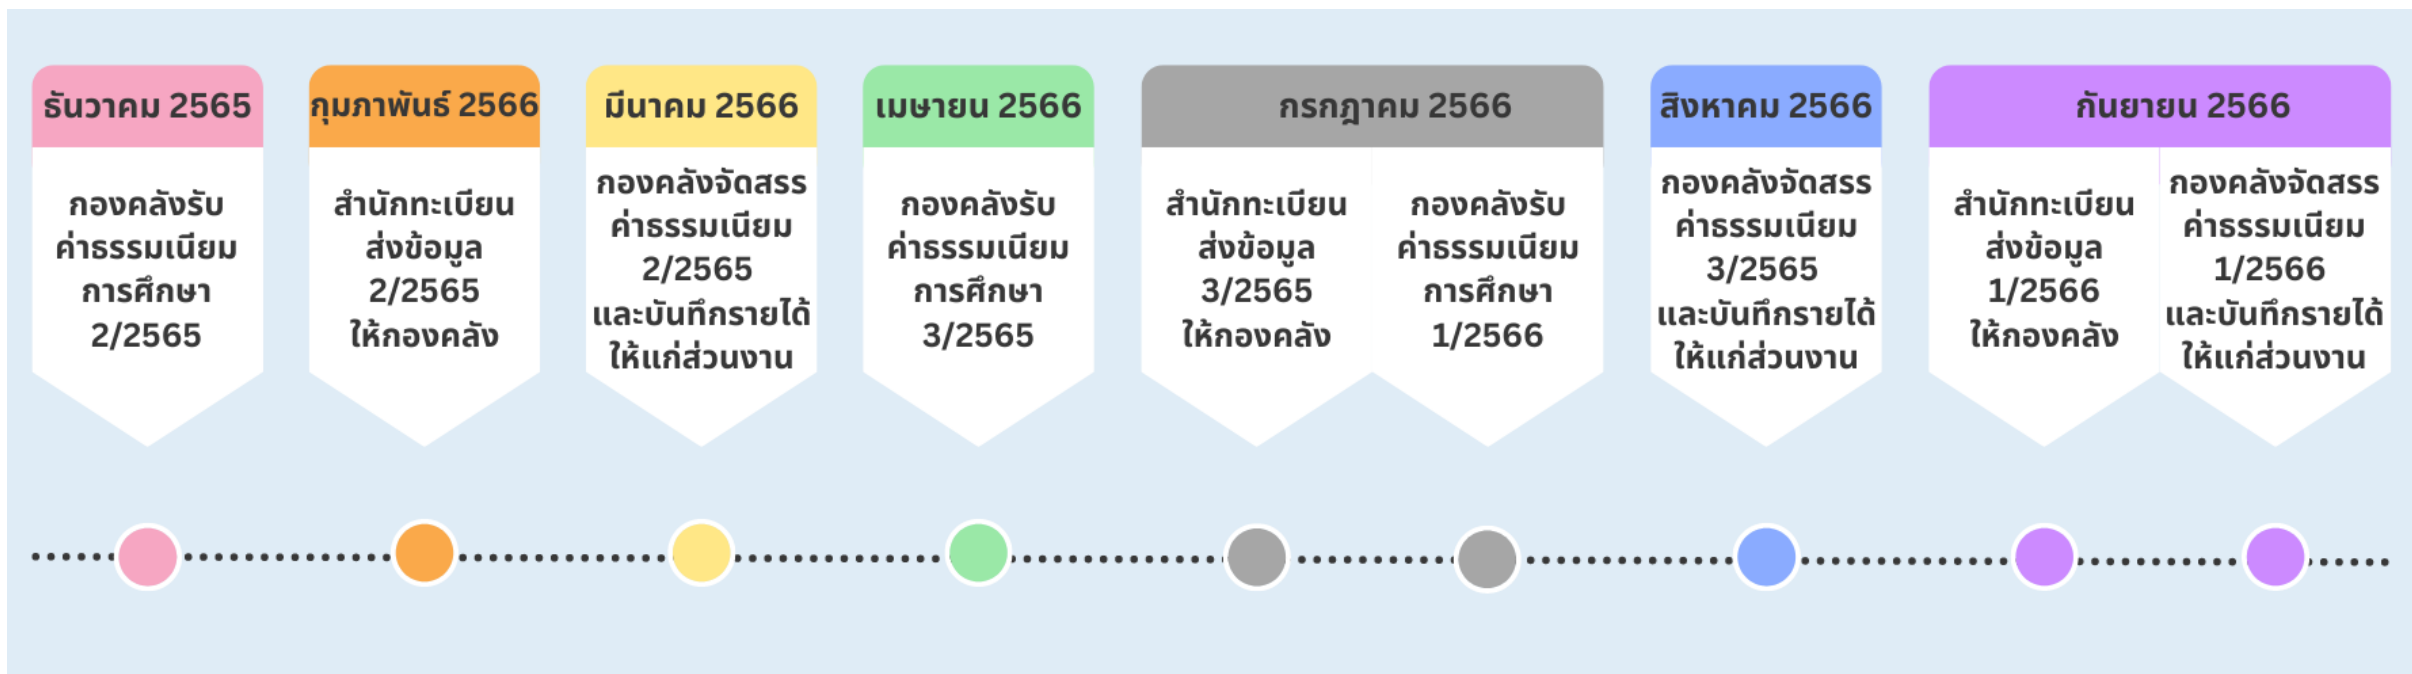 ธันวาคม 2565
กองคลังรับ
ค่าธรรมเนียม
การศึกษา
2/2565
กุมภาพันธ์ 2566
สำนักทะเบียน
ส่งข้อมูล
2/2565
ให้กองคลัง
มีนาคม 2566
กองคลังจัดสรร
ค่าธรรมเนียม
2/2565
และบันทึกรายได้
ให้แก่ส่วนงาน
เมษายน 2566
กองคลังรับ
ค่าธรรมเนียม
การศึกษา
3/2565
กรกฎาคม 2566
สำนักทะเบียน
ส่งข้อมูล
3/2565
ให้กองคลัง
กองคลังรับ
ค่าธรรมเนียม
การศึกษา
1/2566
สิงหาคม 2566
กองคลังจัดสรร
ค่าธรรมเนียม
3/2565
และบันทึกรายได้
ให้แก่ส่วนงาน
กันยายน 2566
สำนักทะเบียน
ส่งข้อมูล
1/2566
ให้กองคลัง
กองคลังจัดสรร
ค่าธรรมเนียม
1/2566
และบันทึกรายได้
ให้แก่ส่วนงาน